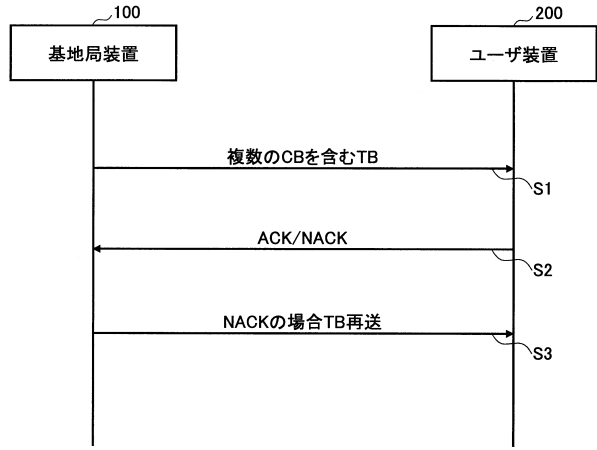 100
200
基地局装置
ユーザ装置
複数のCBを含むTB
S1
ACK/NACK
S2
NACKの場合TB再送
S3